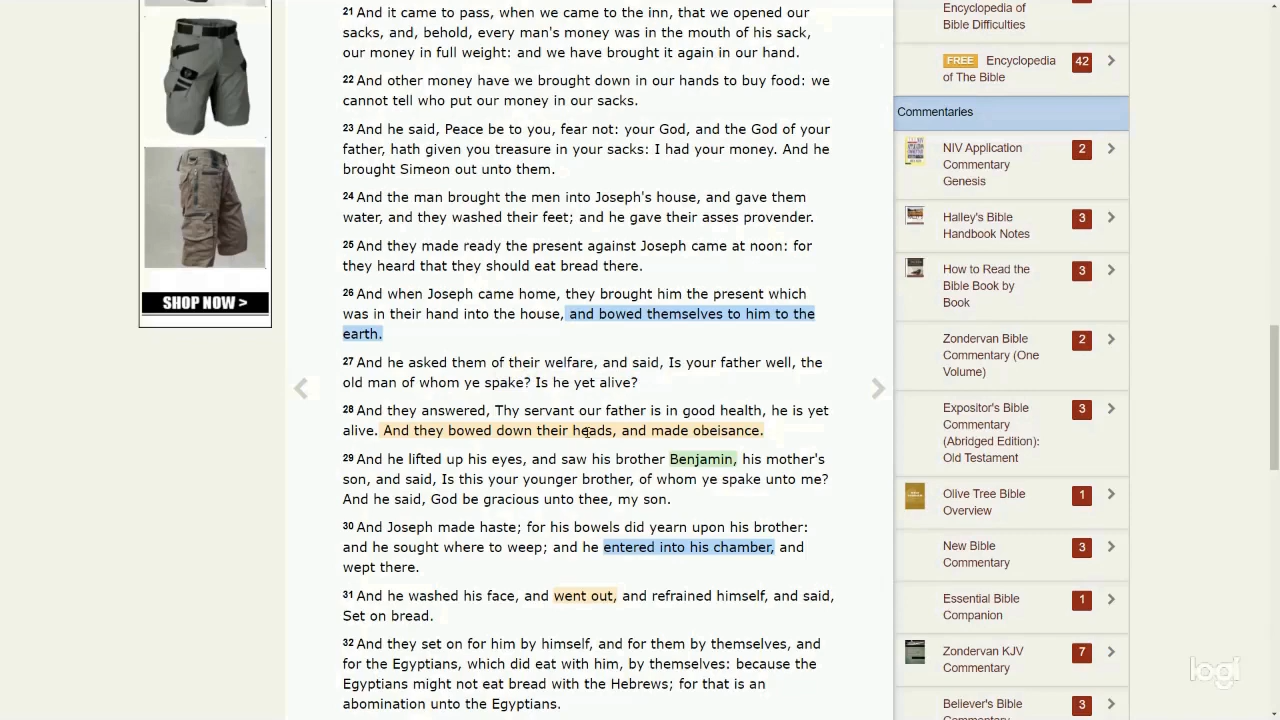 SHOP NOW >
21 And it came to pass, when we came to the inn, that we opened our
sacks, and, behold, every man's money was in the mouth of his sack,
our money in full weight: and we have brought it again in our hand.
22 And other money have we brought down in our hands to buy food: we
cannot tell who put our money in our sacks.
23 And he said, Peace be to you, fear not: your God, and the God of your
father, hath given you treasure in your sacks: I had your money. And he
brought Simeon out unto them.
24 And the man brought the men into Joseph's house, and gave them
water, and they washed their feet; and he gave their asses provender.
25 And they made ready the present against Joseph came at noon: for
they heard that they should eat bread there.
26 And when Joseph came home, they brought him the present which
was in their hand into the house, and bowed themselves to him to the
earth.
27 And he asked them of their welfare, and said, Is your father well, the
old man of whom ye spake? Is he yet alive?
28 And they answered, Thy servant our father is in good health, he is yet
alive. And they bowed down their heads, and made obeisance.
29 And he lifted up his eyes, and saw his brother Benjamin, his mother's
son, and said, Is this your younger brother, of whom ye spake unto me?
And he said, God be gracious unto thee, my son.
30 And Joseph made haste; for his bowels did yearn upon his brother:
and he sought where to weep; and he entered into his chamber, and
wept there.
31 And he washed his face, and went out, and refrained himself, and said,
Set on bread.
32 And they set on for him by himself, and for them by themselves, and
for the Egyptians, which did eat with him, by themselves: because the
Egyptians might not eat bread with the Hebrews; for that is an
abomination unto the Egyptians.
Encyclopedia of
Bible Difficulties
FREE Encyclopedia 42
of The Bible
Commentaries
NIV Application 2
Commentary
Genesis
Halley's Bible 3
Handbook Notes
How to Read the 3
Bible Book by
Book
Zondervan Bible 2
Commentary (One
Volume)
Expositor's Bible 3
Commentary
(Abridged Edition):
Old Testament
Olive Tree Bible 1
Overview
New Bible 3
Commentary
Essential Bible 1
Companion
Zondervan KJV 7
Commentary
Believer's Bible 3
Commentary
logi